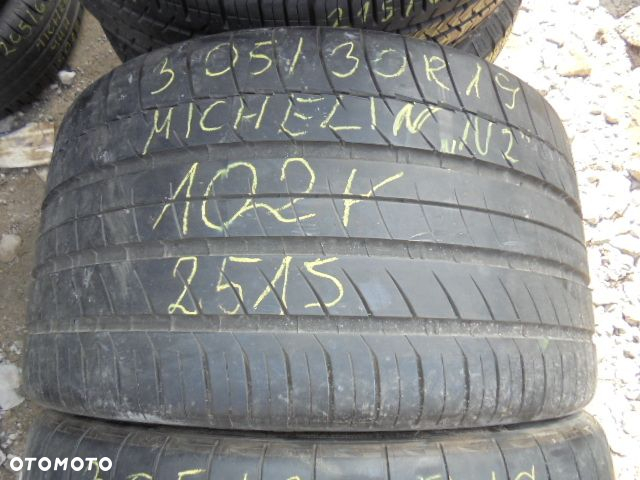 305/30R19
MICHELIN „N2"
102Y
2515
OTOMOTO